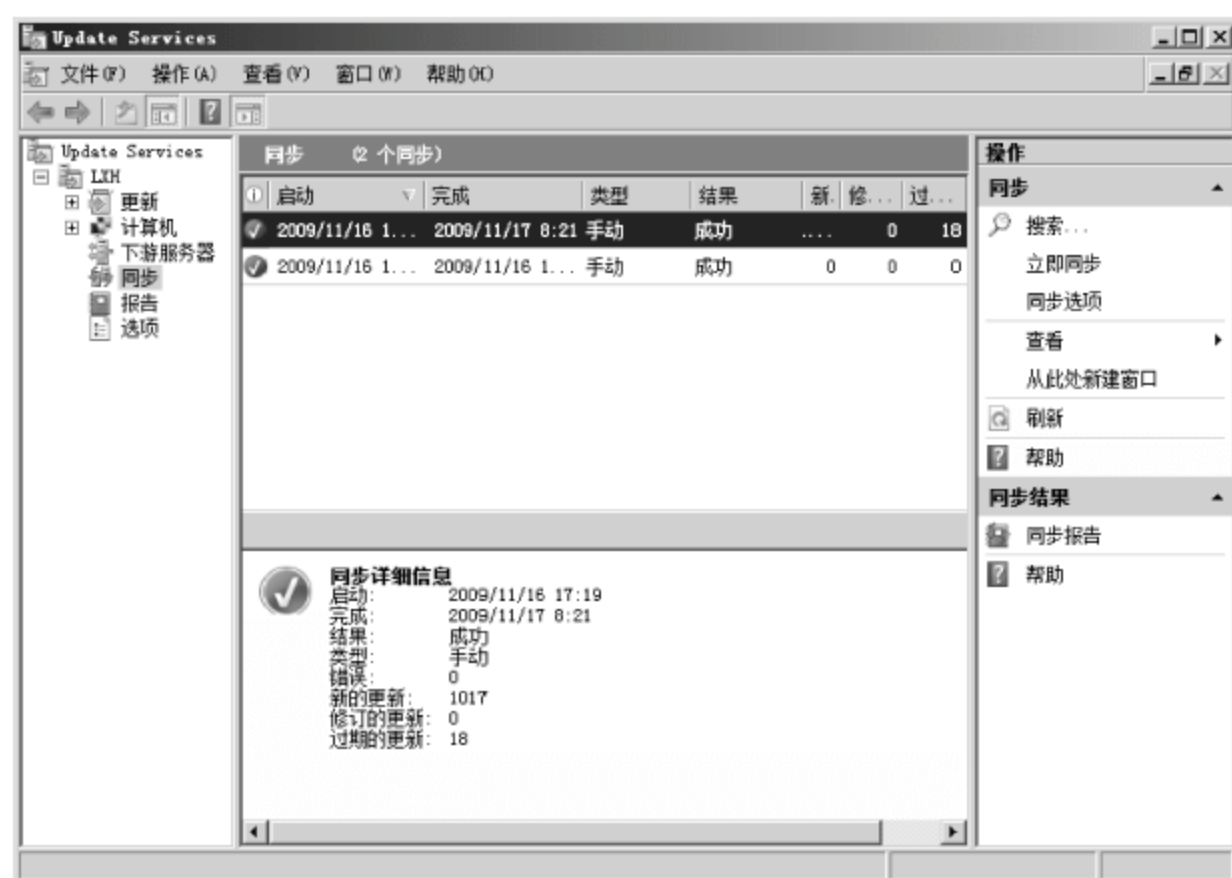 Update Services
文件(F) 操作(A) 查看(V) 窗口(W) 帮助(H)
Update Services
LXH
更新
计算机
下游服务器
同步
报告
选项
同步 (2 个同步)
启动 完成 类型 结果 新. 修... 过...
2009/11/16 1... 2009/11/17 8:21 手动 成功 .... 0 18
2009/11/16 1... 2009/11/16 1... 手动 成功 0 0 0
同步详细信息
启动: 2009/11/16 17:19
完成: 2009/11/17 8:21
结果: 成功
类型: 手动
错误: 0
新的更新: 1017
修订的更新: 0
过期的更新: 18
操作
同步
搜索...
立即同步
同步选项
查看
从此处新建窗口
刷新
帮助
同步结果
同步报告
帮助